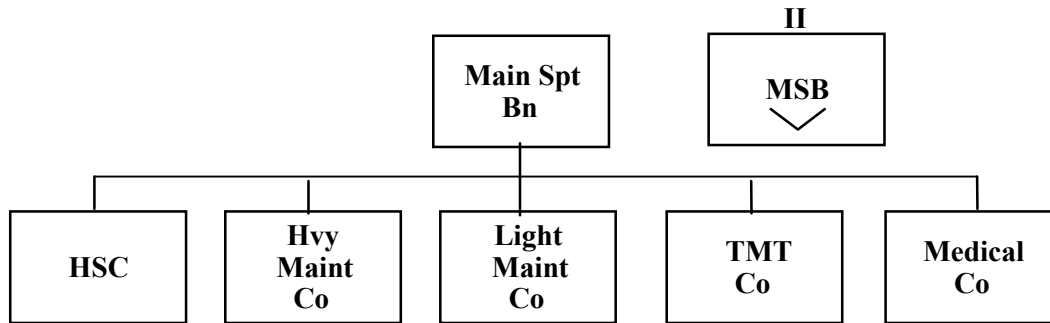 II
Main Spt
Bn
MSB
HSC
Hvy
Maint
Co
Light
Maint
Co
TMT
Co
Medical
Co